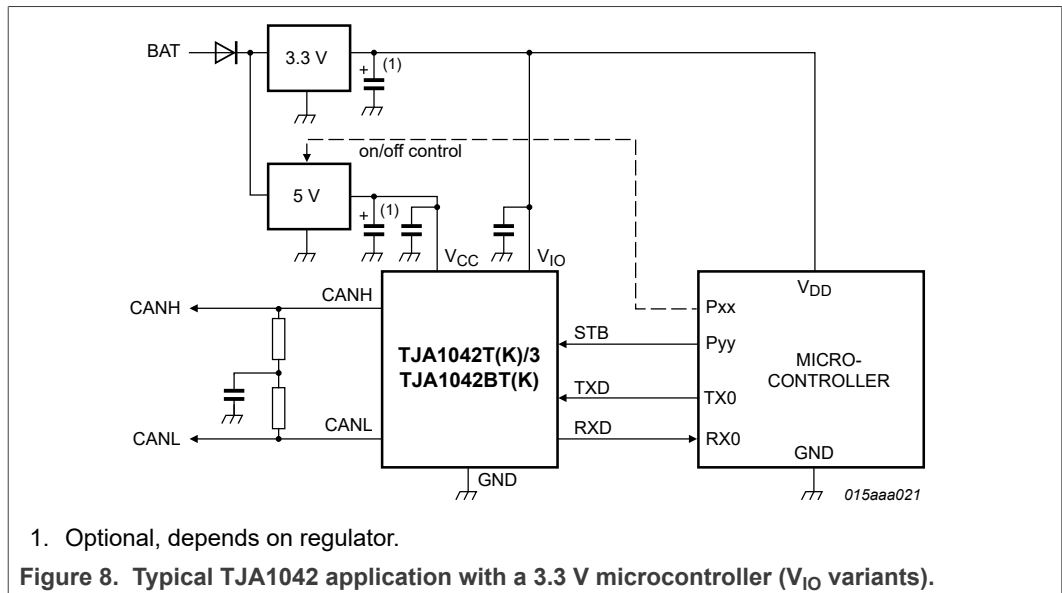 BAT
3.3 V
+
(1)
on/off control
5 V
+
(1)
VCC
VIO
CANH
CANH
VDD
Pxx
STB
Pyy
TJA1042T(K)/3
TJA1042BT(K)
MICRO-
CONTROLLER
TXD
TX0
CANL
CANL
RXD
RX0
GND
GND
015aaa021
1. Optional, depends on regulator.
Figure 8. Typical TJA1042 application with a 3.3 V microcontroller (VIO variants).